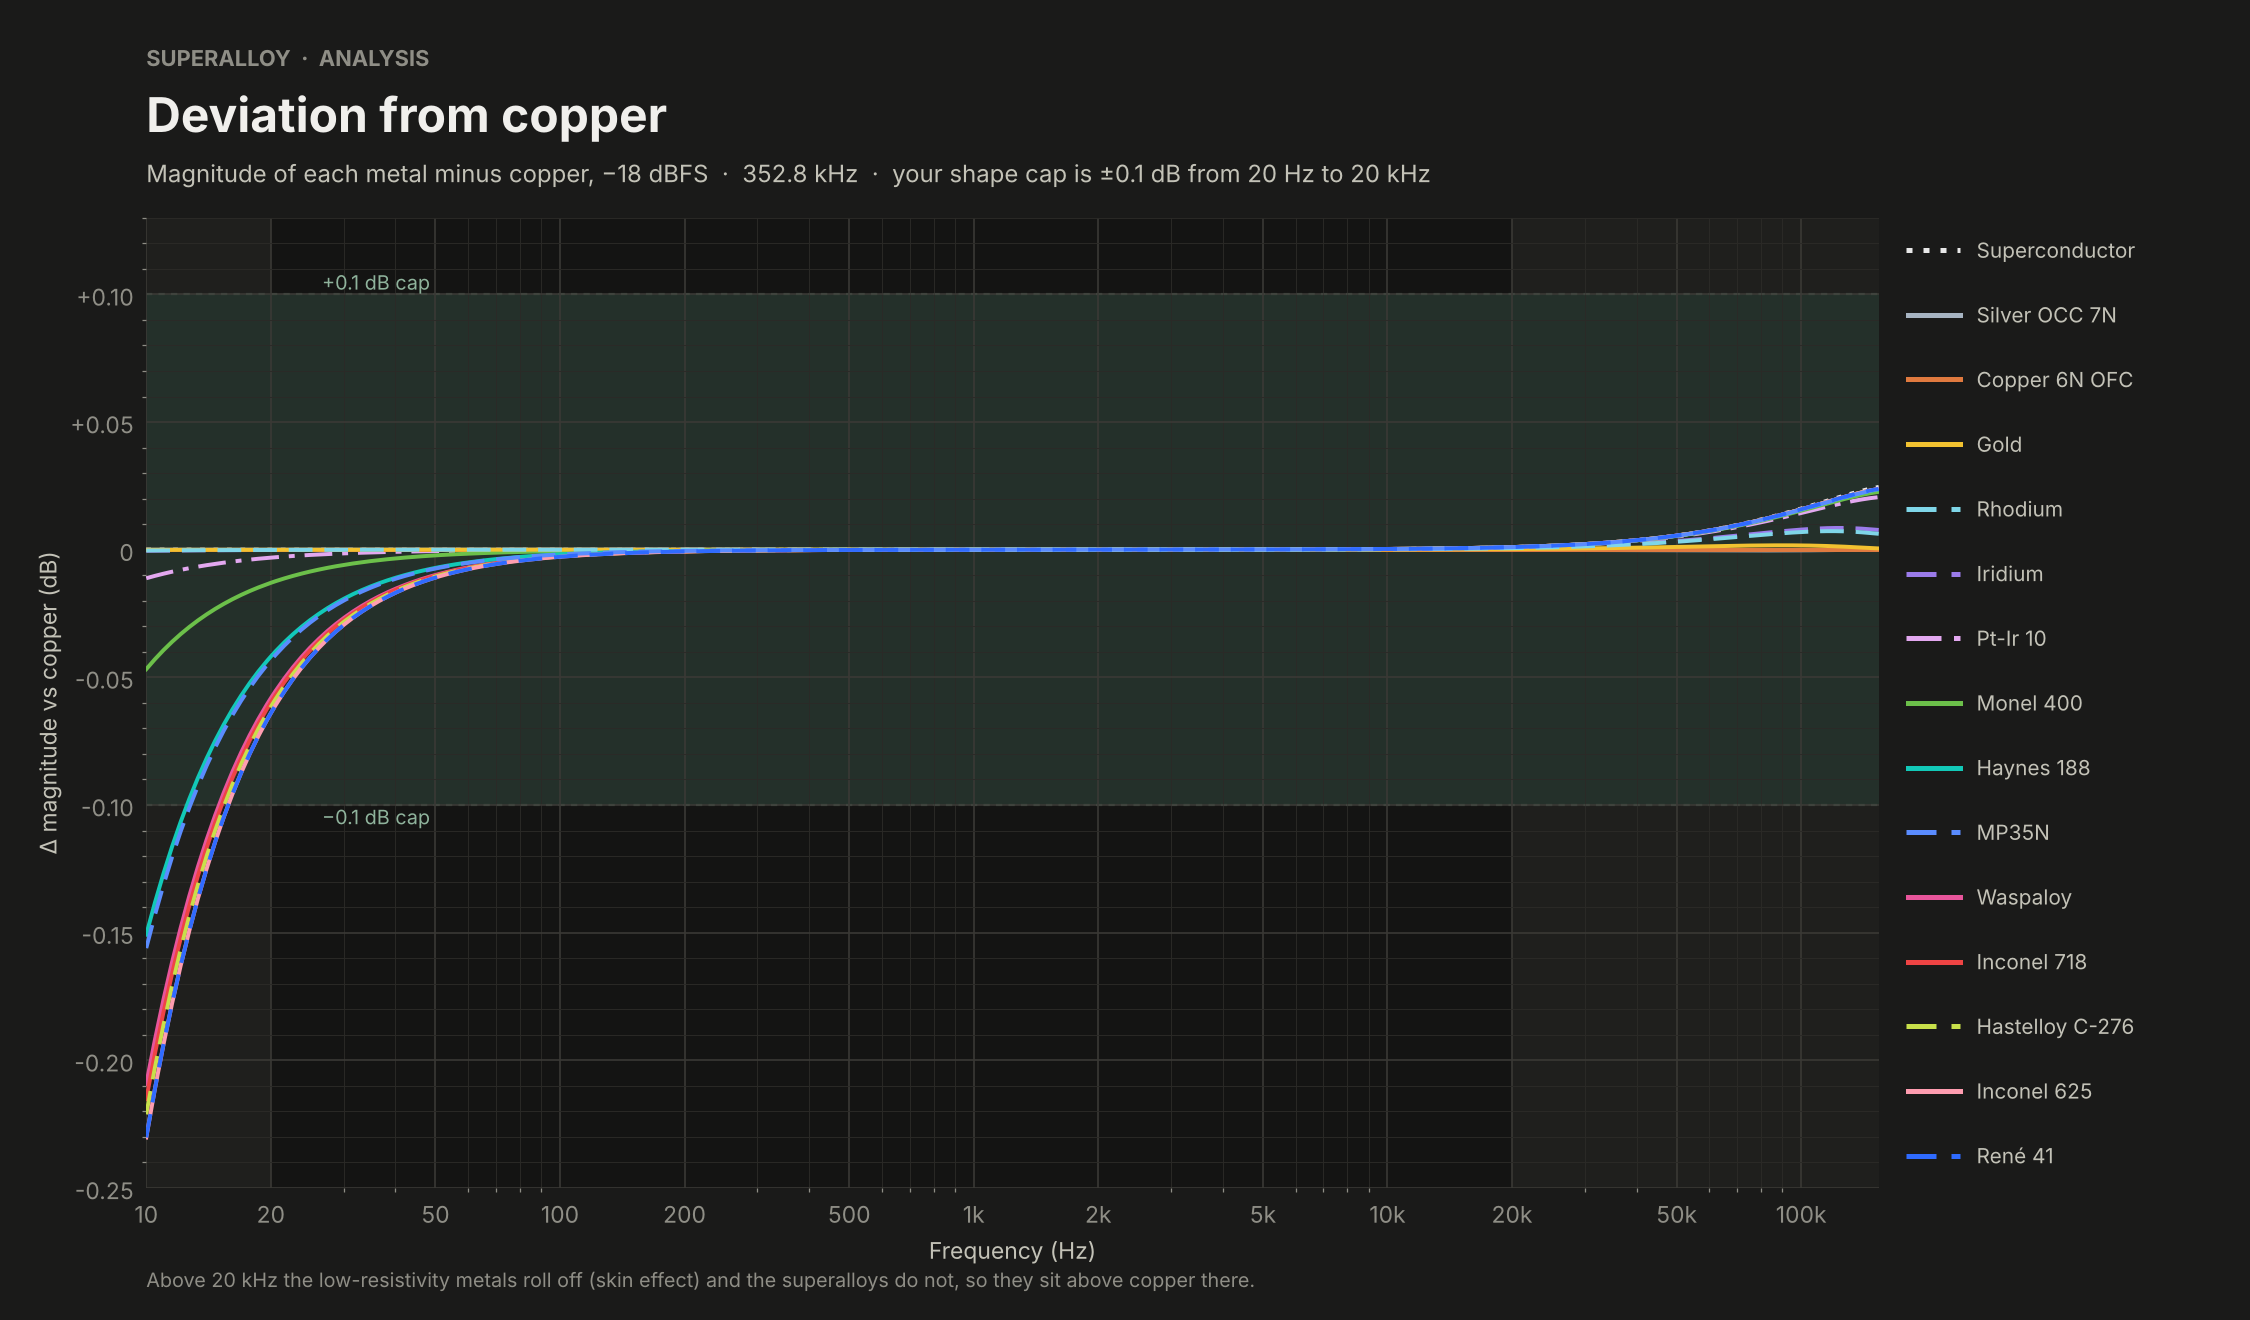 SUPERALLOY · ANALYSIS
Deviation from copper
Magnitude of each metal minus copper, −18 dBFS · 352.8 kHz · your shape cap is ±0.1 dB from 20 Hz to 20 kHz
+0.1 dB cap
−0.1 dB cap
Δ magnitude vs copper (dB)
+0.10
+0.05
0
-0.05
-0.10
-0.15
-0.20
-0.25
10 20 50 100 200 500 1k 2k 5k 10k 20k 50k 100k
Frequency (Hz)
Superconductor
Silver OCC 7N
Copper 6N OFC
Gold
Rhodium
Iridium
Pt-Ir 10
Monel 400
Haynes 188
MP35N
Waspaloy
Inconel 718
Hastelloy C-276
Inconel 625
René 41
Above 20 kHz the low-resistivity metals roll off (skin effect) and the superalloys do not, so they sit above copper there.